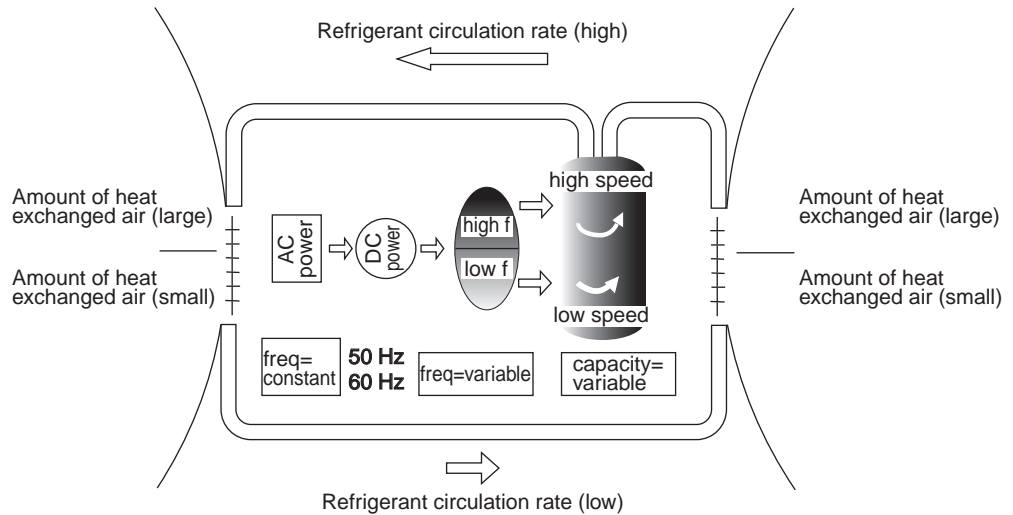 Refrigerant circulation rate (high)
Amount of heat
exchanged air (large)
Amount of heat
exchanged air (small)
AC
power
DC
power
high f
low f
high speed
low speed
Amount of heat
exchanged air (large)
Amount of heat
exchanged air (small)
freq=
constant
50 Hz
60 Hz
freq=variable
capacity=
variable
Refrigerant circulation rate (low)